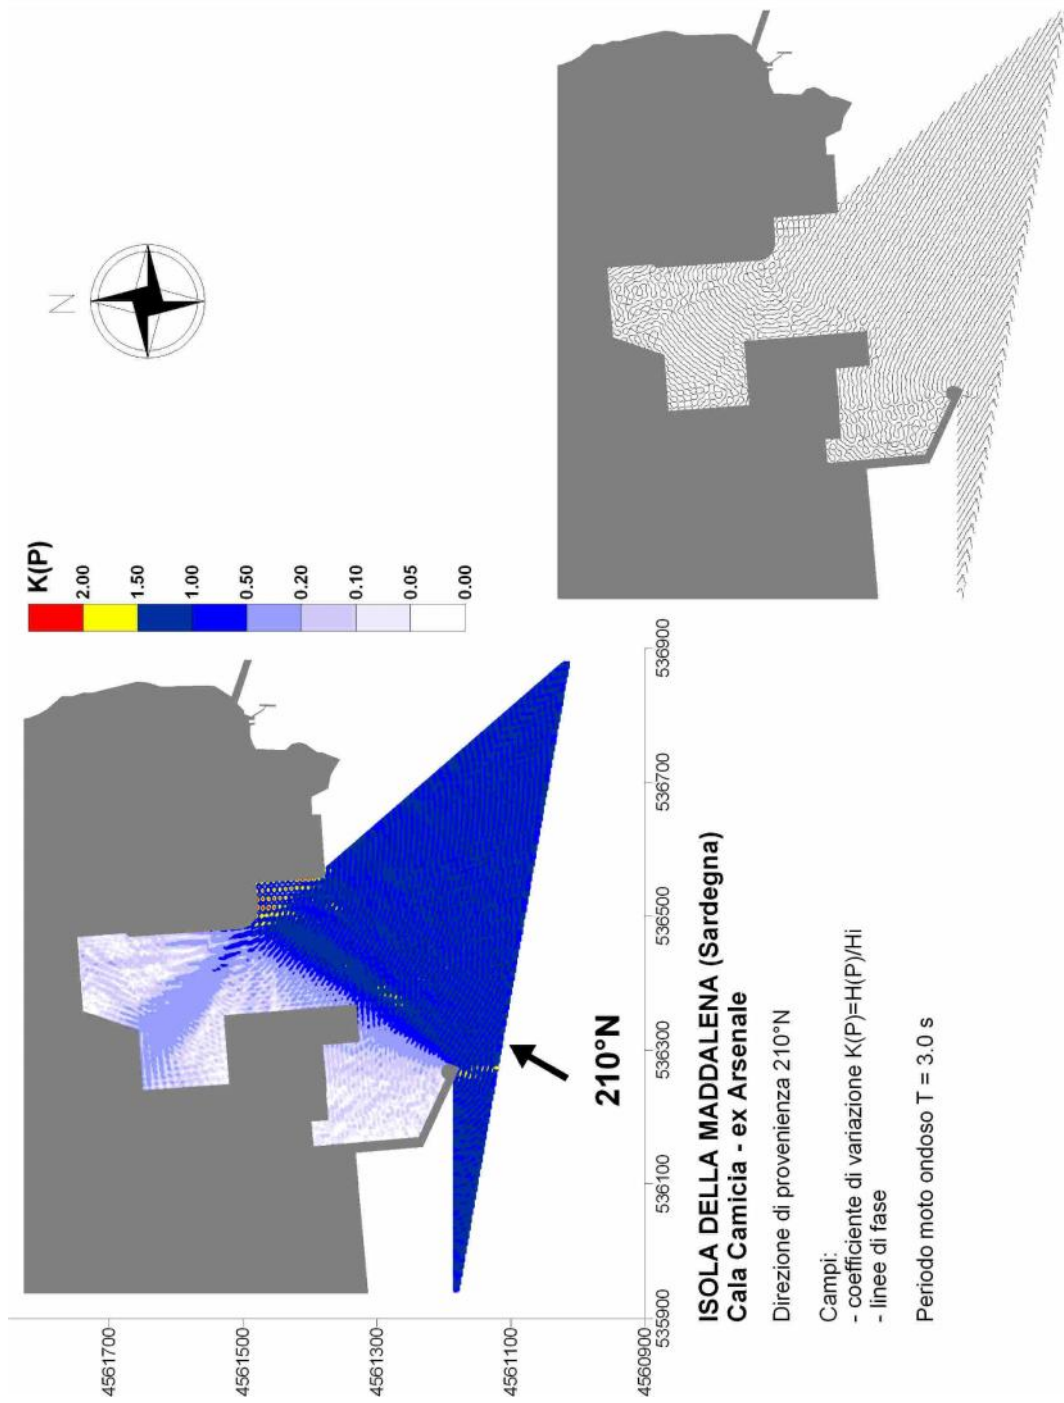 N
K(P)
2.00
1.50
1.00
0.50
0.20
0.10
0.05
0.00
4561700
4561500
4561300
4561100
4560900
535900
536100
536300
536500
536700
536900
210°N
ISOLA DELLA MADDALENA (Sardegna)
Cala Camicia - ex Arsenale
Direzione di provenienza 210°N
Campi:
- coefficiente di variazione K(P)=H(P)/Hi
- linee di fase
Periodo moto ondoso T = 3.0 s